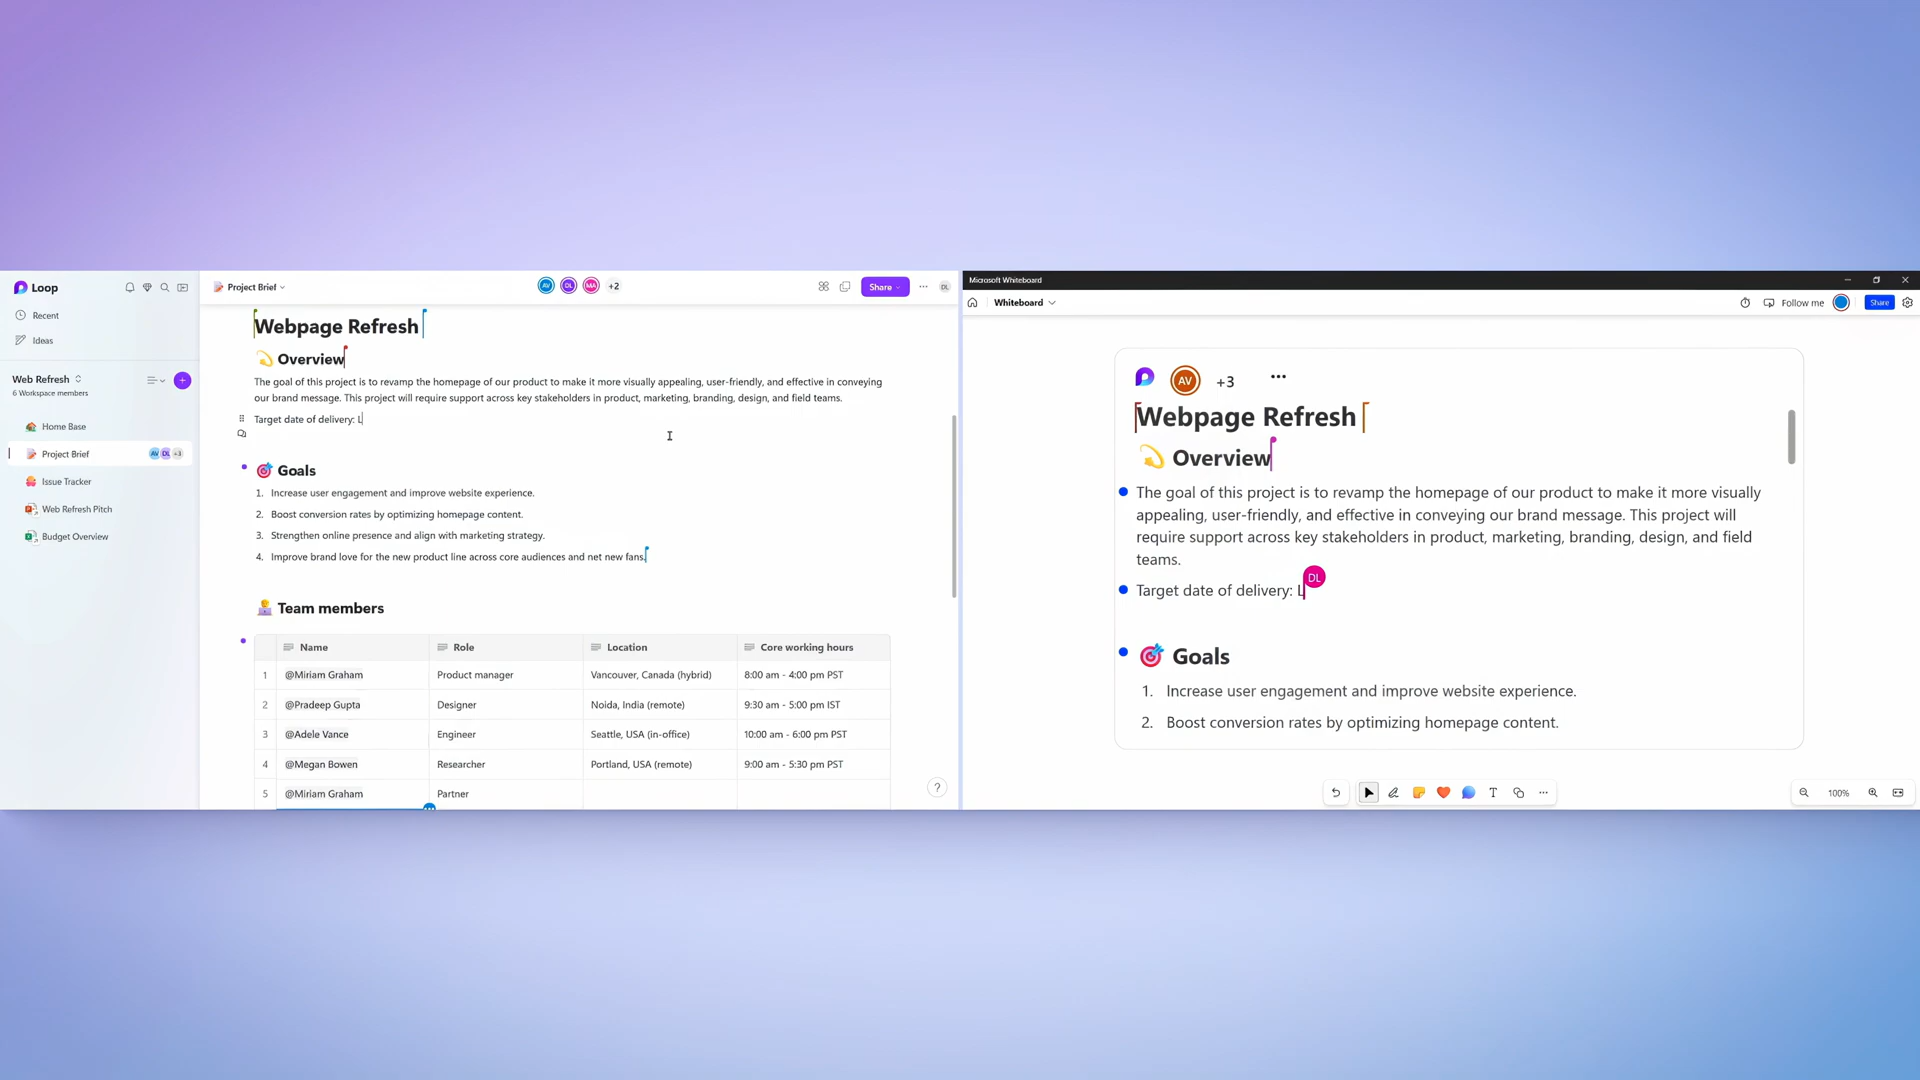 Loop
Recent
Ideas
Web Refresh
6 Workspace members
Home Base
Project Brief
AV DL +3
Issue Tracker
Web Refresh Pitch
Budget Overview
Project Brief
AV DL MA +2
Share
DL
Webpage Refresh
Overview
The goal of this project is to revamp the homepage of our product to make it more visually appealing, user-friendly, and effective in conveying
our brand message. This project will require support across key stakeholders in product, marketing, branding, design, and field teams.
Target date of delivery: L
Goals
1. Increase user engagement and improve website experience.
2. Boost conversion rates by optimizing homepage content.
3. Strengthen online presence and align with marketing strategy.
4. Improve brand love for the new product line across core audiences and net new fans.
Team members
Name Role Location Core working hours
1 @Miriam Graham Product manager Vancouver, Canada (hybrid) 8:00 am - 4:00 pm PST
2 @Pradeep Gupta Designer Noida, India (remote) 9:30 am - 5:00 pm IST
3 @Adele Vance Engineer Seattle, USA (in-office) 10:00 am - 6:00 pm PST
4 @Megan Bowen Researcher Portland, USA (remote) 9:00 am - 5:30 pm PST
5 @Miriam Graham Partner
?
Microsoft Whiteboard
Whiteboard
Follow me
Share
AV +3
Webpage Refresh
Overview
The goal of this project is to revamp the homepage of our product to make it more visually
appealing, user-friendly, and effective in conveying our brand message. This project will
require support across key stakeholders in product, marketing, branding, design, and field
teams.
DL
Target date of delivery: L
Goals
1. Increase user engagement and improve website experience.
2. Boost conversion rates by optimizing homepage content.
T
100%